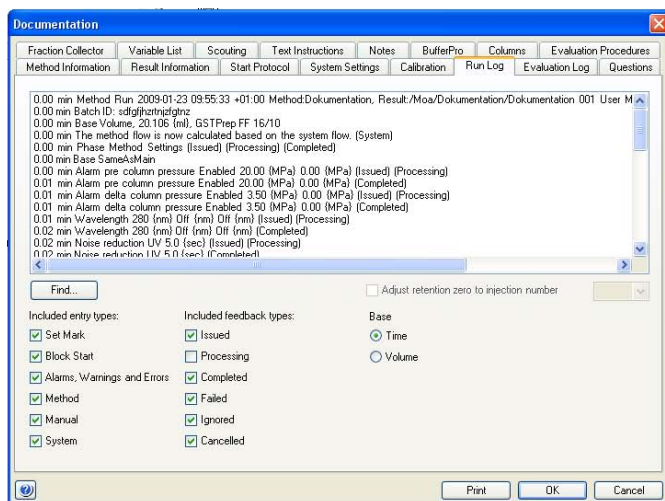 Documentation
Fraction Collector Variable List Scouting Text Instructions Notes BufferPro Columns Evaluation Procedures
Method Information Result Information Start Protocol System Settings Calibration Run Log Evaluation Log Questions
0.00 min Method Run 2009-01-23 09:55:33 +01:00 Method:Dokumentation, Result:/Moa/Dokumentation/Dokumentation 001 User M
0.00 min Batch ID:
0.00 min Base Volume, 20.106 {ml}, GSTPrep FF 16/10
0.00 min The method flow is now calculated based on the system flow. (System)
0.00 min Phase Method Settings (Issued) (Processing) (Completed)
0.00 min Base SameAsMain
0.00 min Alarm pre column pressure Enabled 20.00 {MPa} 0.00 {MPa} (Issued) (Processing)
0.01 min Alarm pre column pressure Enabled 20.00 {MPa} 0.00 {MPa} (Completed)
0.01 min Alarm delta column pressure Enabled 3.50 {MPa} 0.00 {MPa} (Issued) (Processing)
0.01 min Alarm delta column pressure Enabled 3.50 {MPa} 0.00 {MPa} (Completed)
0.01 min Wavelength 280 {nm} Off {nm} Off {nm} (Issued) (Processing)
0.02 min Wavelength 280 {nm} Off {nm} Off {nm} (Completed)
0.02 min Noise reduction UV 5.0 {sec} (Issued) (Processing)
0.02 min Noise reduction UV 5.0 {sec} (Completed)
Find... Adjust retention zero to injection number
Included entry types: Included feedback types: Base
Set Mark Issued Time
Block Start Processing Volume
Alarms, Warnings and Errors Completed
Method Failed
Manual Ignored
System Cancelled
Print OK Cancel